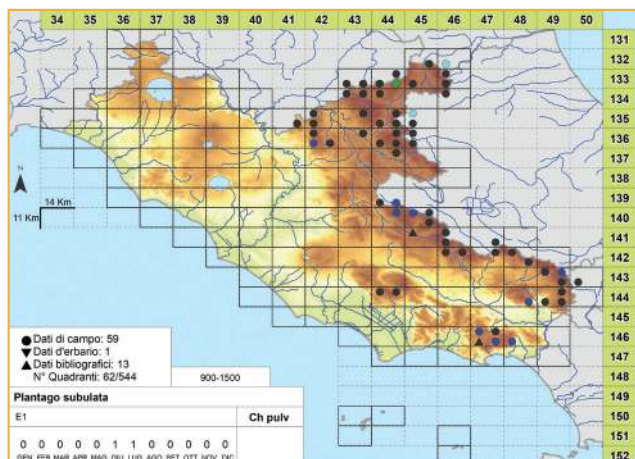 34 35 36 37 38 39 40 41 42 43 44 45 46 47 48 49 50
131
132
133
134
135
136
137
138
139
140
141
142
143
144
145
146
147
148
149
150
151
152
N
14 Km
11 Km
Dati di campo: 59
Dati d'erbario: 1
Dati bibliografici: 13
N° Quadranti: 62/544
900-1500
Plantago subulata
E1
Ch pulv
0 0 0 0 0 1 1 0 0 0 0 0
GEN FEB MAR APR MAG GIU LUG AGO SET OTT NOV DIC